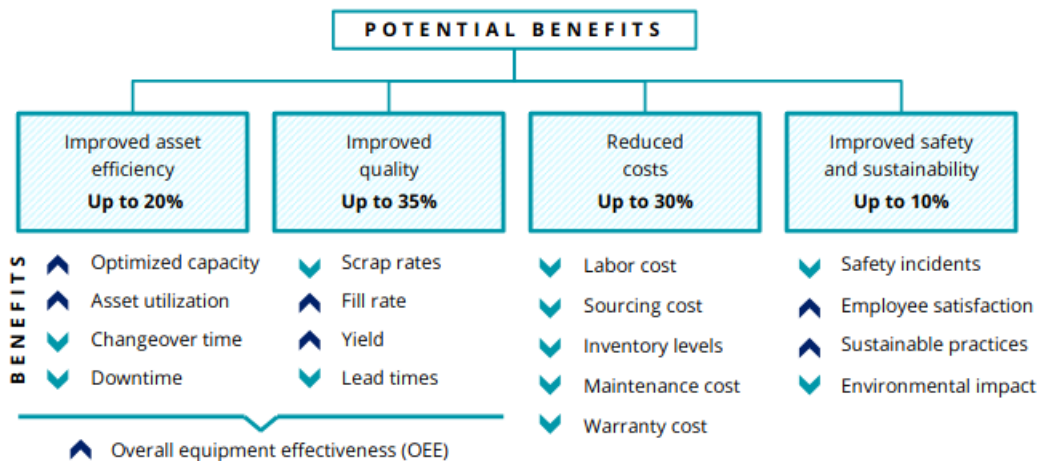 POTENTIAL BENEFITS
Improved asset
efficiency
Up to 20%
Improved
quality
Up to 35%
Reduced
costs
Up to 30%
Improved safety
and sustainability
Up to 10%
BENEFITS
Optimized capacity
Asset utilization
Changeover time
Downtime
Scrap rates
Fill rate
Yield
Lead times
Overall equipment effectiveness (OEE)
Labor cost
Sourcing cost
Inventory levels
Maintenance cost
Warranty cost
Safety incidents
Employee satisfaction
Sustainable practices
Environmental impact